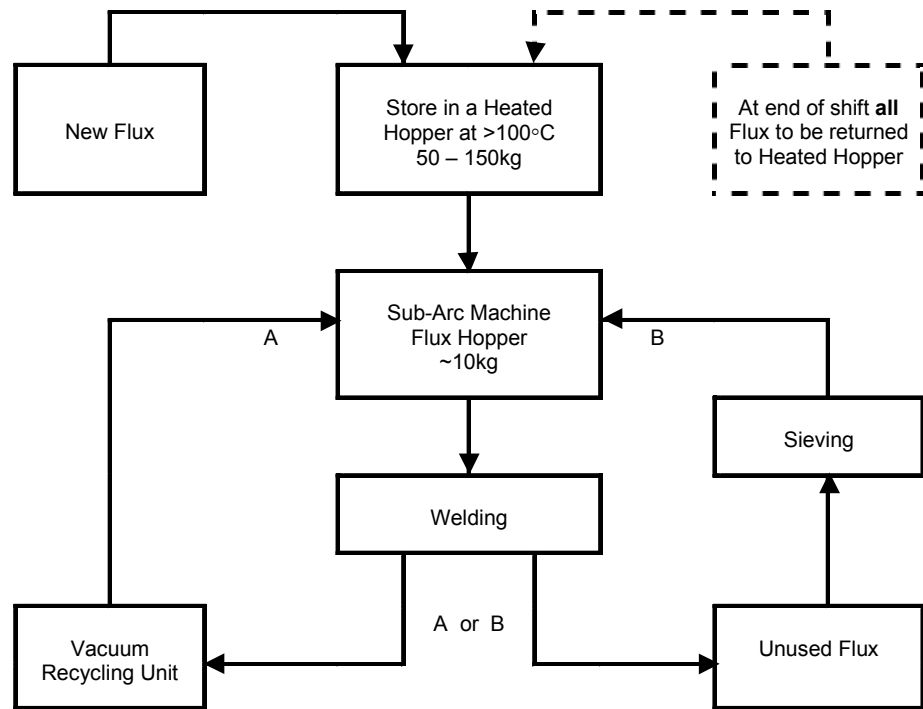 New Flux
Store in a Heated
Hopper at >100°C
50 – 150kg
At end of shift all
Flux to be returned
to Heated Hopper
Sub-Arc Machine
Flux Hopper
~10kg
A
B
Sieving
Welding
A or B
Vacuum
Recycling Unit
Unused Flux